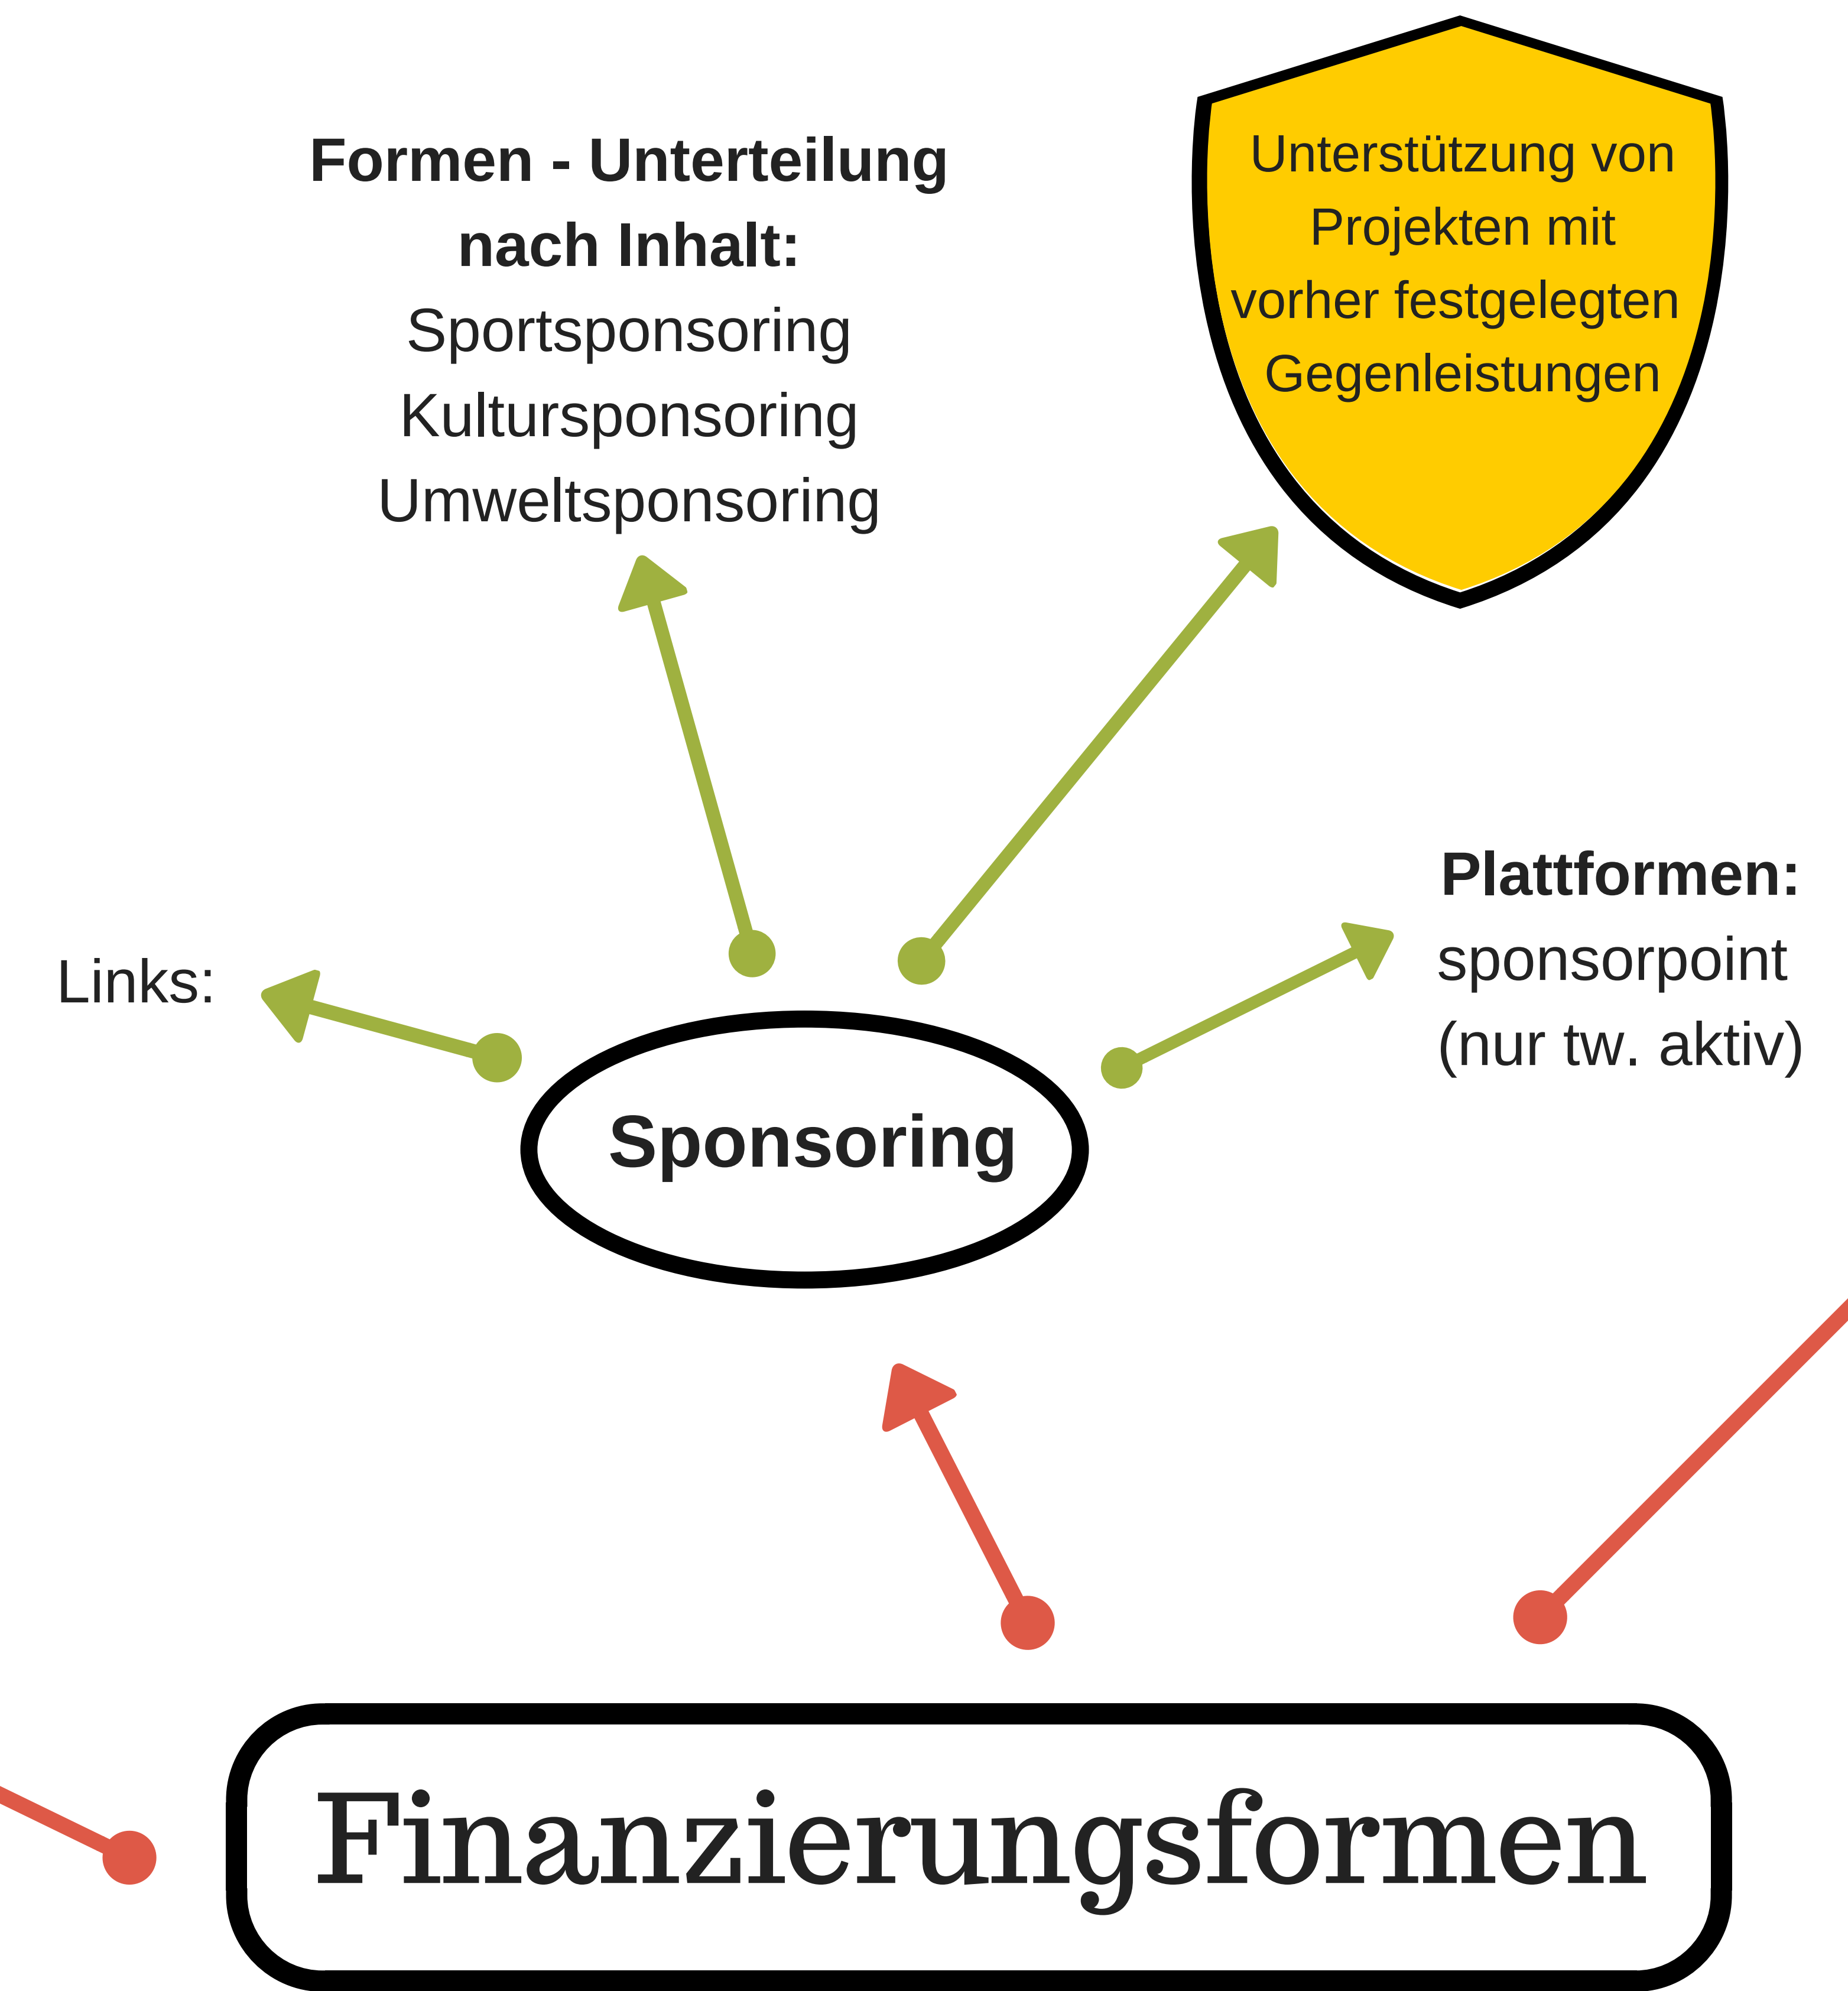 Formen - Unterteilung
nach Inhalt:
Sportsponsoring
Kultursponsoring
Umweltsponsoring
Unterstützung von
Projekten mit
vorher festgelegten
Gegenleistungen
Links:
Plattformen:
sponsorpoint
(nur tw. aktiv)
Sponsoring
Finanzierungsformen